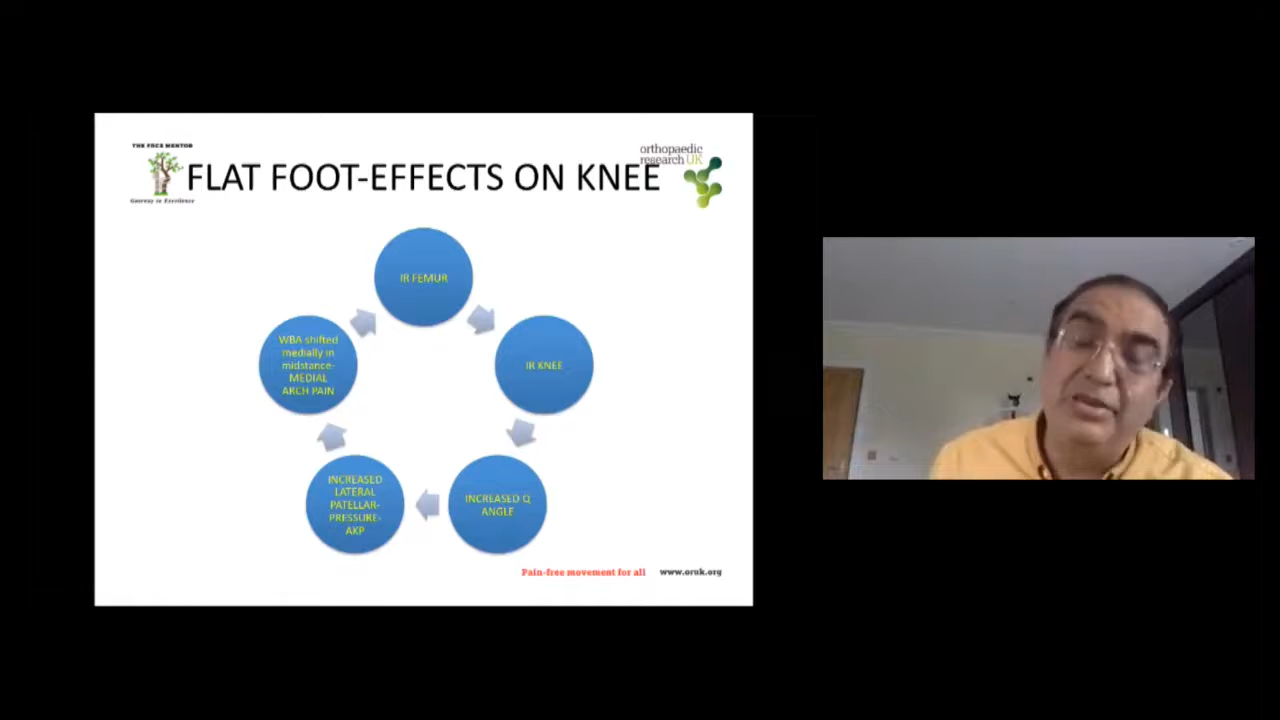 THE FRCS MENTOR
Gateway to Excellence
orthopaedic
research UK
FLAT FOOT-EFFECTS ON KNEE
IR FEMUR
IR KNEE
INCREASED Q
ANGLE
INCREASED
LATERAL
PATELLAR-
PRESSURE-
AKP
WBA shifted
medially in
midstance-
MEDIAL
ARCH PAIN
Pain-free movement for all
www.oruk.org